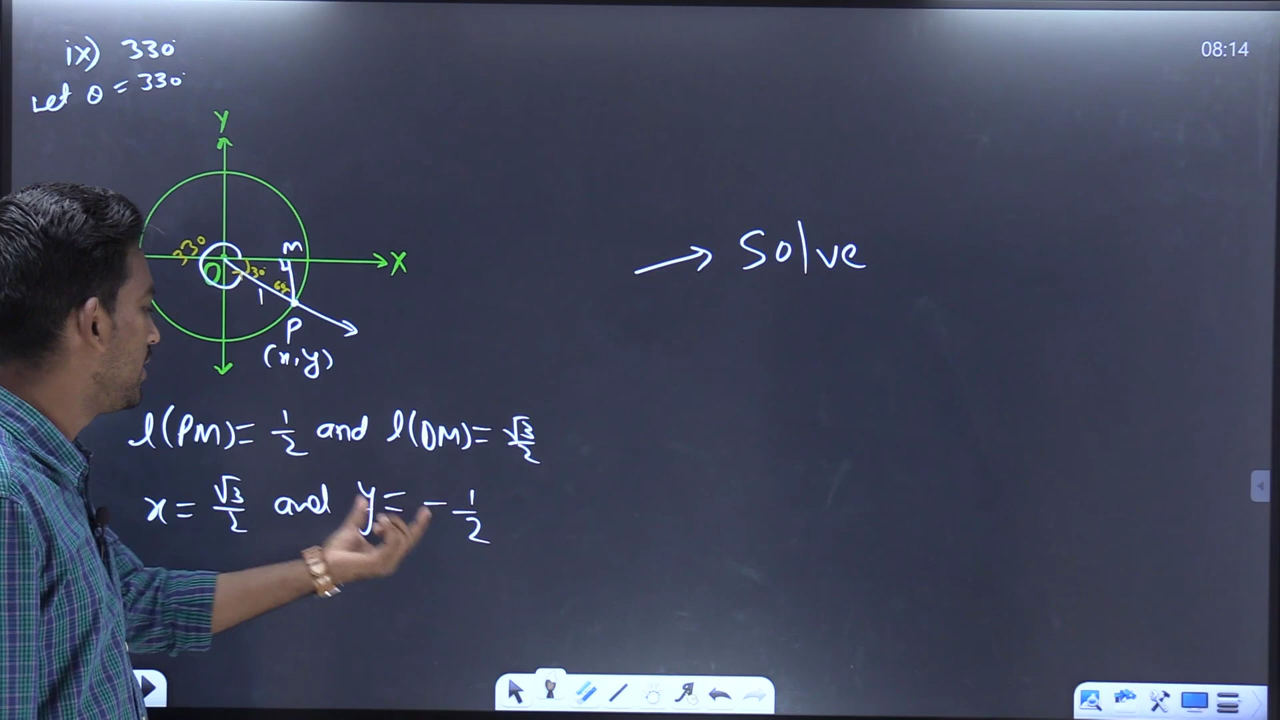 ix) 330°
Let θ = 330°
08:14
Y
330°
M
X
O
30
60
1
P
(x,y)
→ Solve
l(PM) = 1/2 and l(OM) = √3/2
x = √3/2 and y = - 1/2